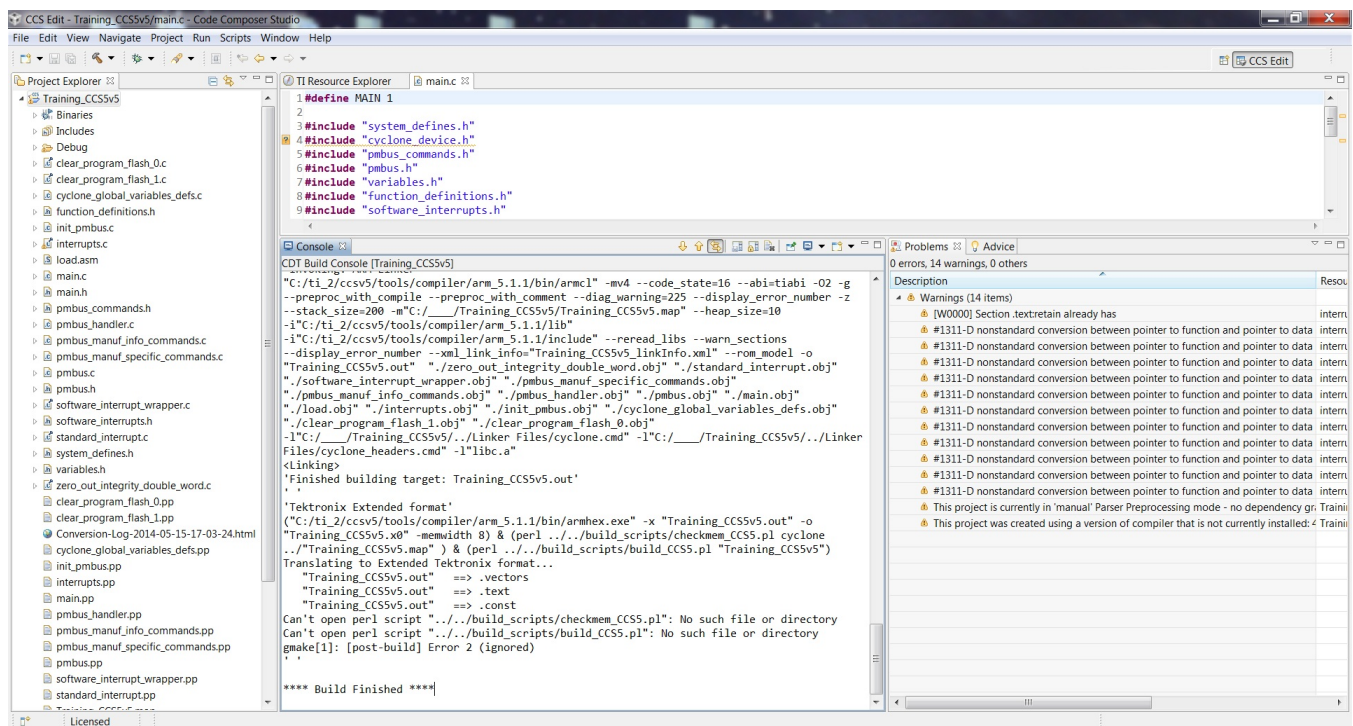 CCS Edit - Training_CCS5v5/main.c - Code Composer Studio
File Edit View Navigate Project Run Scripts Window Help
CCS Edit
Project Explorer
Training_CCS5v5
Binaries
Includes
Debug
clear_program_flash_0.c
clear_program_flash_1.c
cyclone_global_variables_defs.c
function_definitions.h
init_pmbus.c
interrupts.c
load.asm
main.c
main.h
pmbus_commands.h
pmbus_handler.c
pmbus_manuf_info_commands.c
pmbus_manuf_specific_commands.c
pmbus.c
pmbus.h
software_interrupt_wrapper.c
software_interrupts.h
standard_interrupt.c
system_defines.h
variables.h
zero_out_integrity_double_word.c
clear_program_flash_0.pp
clear_program_flash_1.pp
Conversion-Log-2014-05-15-17-03-24.html
cyclone_global_variables_defs.pp
init_pmbus.pp
interrupts.pp
main.pp
pmbus_handler.pp
pmbus_manuf_info_commands.pp
pmbus_manuf_specific_commands.pp
pmbus.pp
software_interrupt_wrapper.pp
standard_interrupt.pp
TI Resource Explorer main.c
1 #define MAIN 1
2
3 #include "system_defines.h"
4 #include "cyclone_device.h"
5 #include "pmbus_commands.h"
6 #include "pmbus.h"
7 #include "variables.h"
8 #include "function_definitions.h"
9 #include "software_interrupts.h"
Console
CDT Build Console [Training_CCS5v5]
"C:/ti_2/ccsv5/tools/compiler/arm_5.1.1/bin/armcl" -mv4 --code_state=16 --abi=tiabi -O2 -g
--preproc_with_compile --preproc_with_comment --diag_warning=225 --display_error_number -z
--stack_size=200 -m"C:/____/Training_CCS5v5/Training_CCS5v5.map" --heap_size=10
-i"C:/ti_2/ccsv5/tools/compiler/arm_5.1.1/lib"
-i"C:/ti_2/ccsv5/tools/compiler/arm_5.1.1/include" --reread_libs --warn_sections
--display_error_number --xml_link_info="Training_CCS5v5_linkInfo.xml" --rom_model -o
"Training_CCS5v5.out" "./zero_out_integrity_double_word.obj" "./standard_interrupt.obj"
"./software_interrupt_wrapper.obj" "./pmbus_manuf_specific_commands.obj"
"./pmbus_manuf_info_commands.obj" "./pmbus_handler.obj" "./pmbus.obj" "./main.obj"
"./load.obj" "./interrupts.obj" "./init_pmbus.obj" "./cyclone_global_variables_defs.obj"
"./clear_program_flash_1.obj" "./clear_program_flash_0.obj"
-l"C:/____/Training_CCS5v5/../Linker Files/cyclone.cmd" -l"C:/____/Training_CCS5v5/../Linker
Files/cyclone_headers.cmd" -l"libc.a"
<Linking>
'Finished building target: Training_CCS5v5.out'
' '
'Tektronix Extended format'
("C:/ti_2/ccsv5/tools/compiler/arm_5.1.1/bin/armhex.exe" -x "Training_CCS5v5.out" -o
"Training_CCS5v5.x0" -memwidth 8) & (perl ../../build_scripts/checkmem_CCS5.pl cyclone
../"Training_CCS5v5.map" ) & (perl ../../build_scripts/build_CCS5.pl "Training_CCS5v5")
Translating to Extended Tektronix format...
"Training_CCS5v5.out" ==> .vectors
"Training_CCS5v5.out" ==> .text
"Training_CCS5v5.out" ==> .const
Can't open perl script "../../build_scripts/checkmem_CCS5.pl": No such file or directory
Can't open perl script "../../build_scripts/build_CCS5.pl": No such file or directory
gmake[1]: [post-build] Error 2 (ignored)
' '
**** Build Finished ****
Problems Advice
0 errors, 14 warnings, 0 others
Description Resou
Warnings (14 items)
[W0000] Section .text:retain already has interru
#1311-D nonstandard conversion between pointer to function and pointer to data interru
#1311-D nonstandard conversion between pointer to function and pointer to data interru
#1311-D nonstandard conversion between pointer to function and pointer to data interru
#1311-D nonstandard conversion between pointer to function and pointer to data interru
#1311-D nonstandard conversion between pointer to function and pointer to data interru
#1311-D nonstandard conversion between pointer to function and pointer to data interru
#1311-D nonstandard conversion between pointer to function and pointer to data interru
#1311-D nonstandard conversion between pointer to function and pointer to data interru
#1311-D nonstandard conversion between pointer to function and pointer to data interru
#1311-D nonstandard conversion between pointer to function and pointer to data interru
#1311-D nonstandard conversion between pointer to function and pointer to data interru
This project is currently in 'manual' Parser Preprocessing mode - no dependency gr Traini
This project was created using a version of compiler that is not currently installed: 4 Traini
Licensed